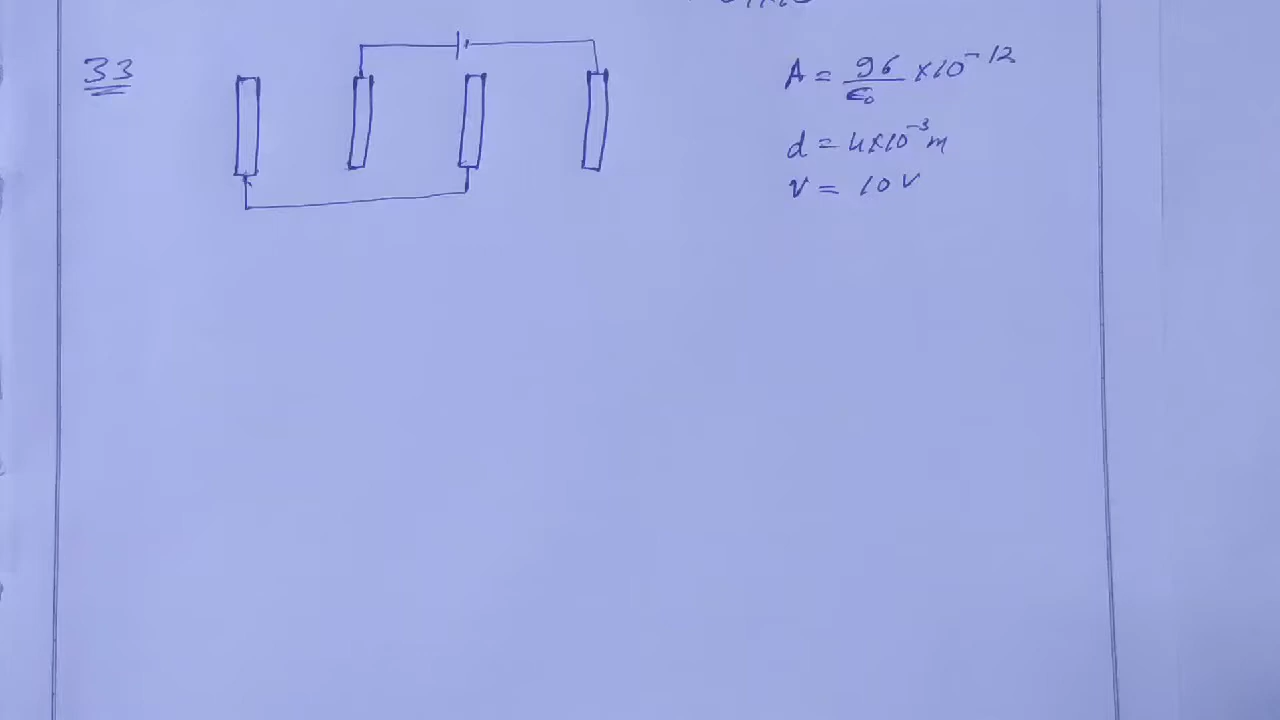 33
A = 96/ε₀ ×10⁻¹²
d = 4×10⁻³ m
V = 10 V